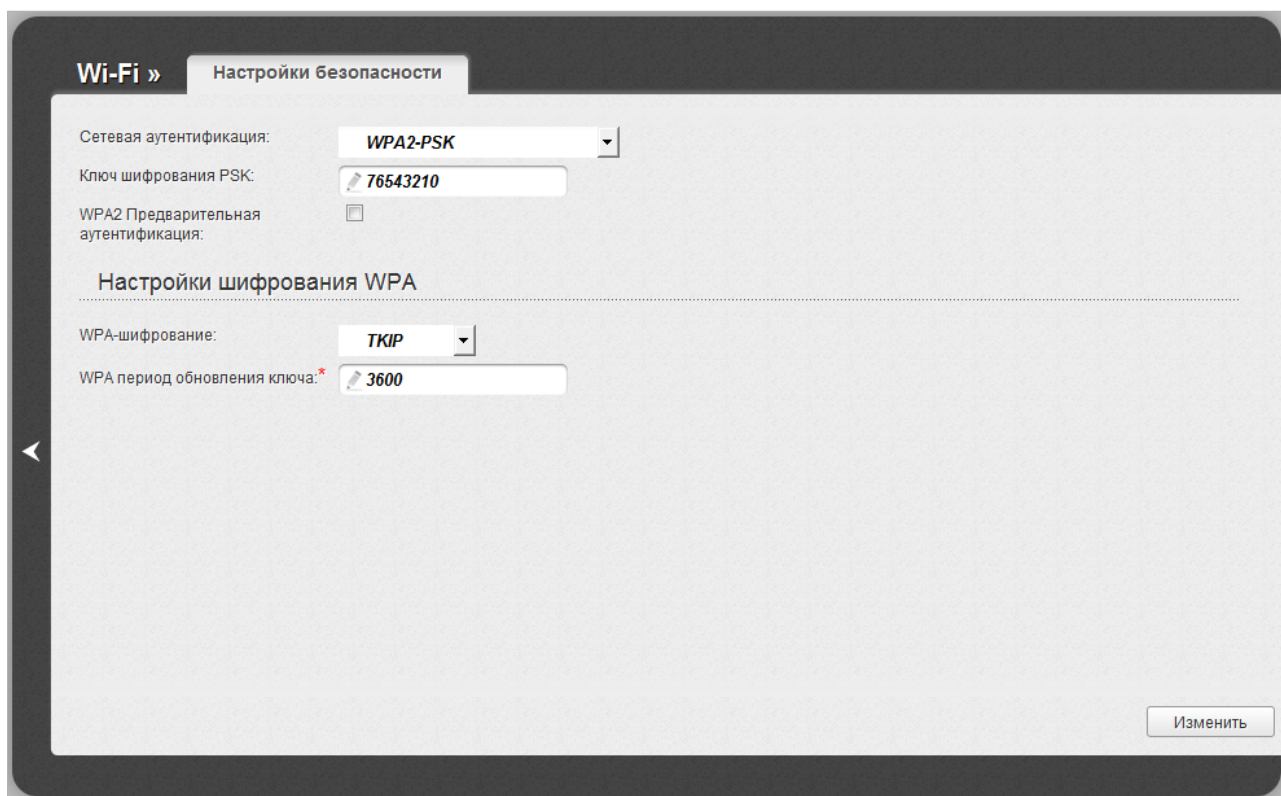 Wi-Fi » Настройки безопасности
Сетевая аутентификация: WPA2-PSK
Ключ шифрования PSK: 76543210
WPA2 Предварительная
аутентификация:
Настройки шифрования WPA
WPA-шифрование: TKIP
WPA период обновления ключа:* 3600
Изменить